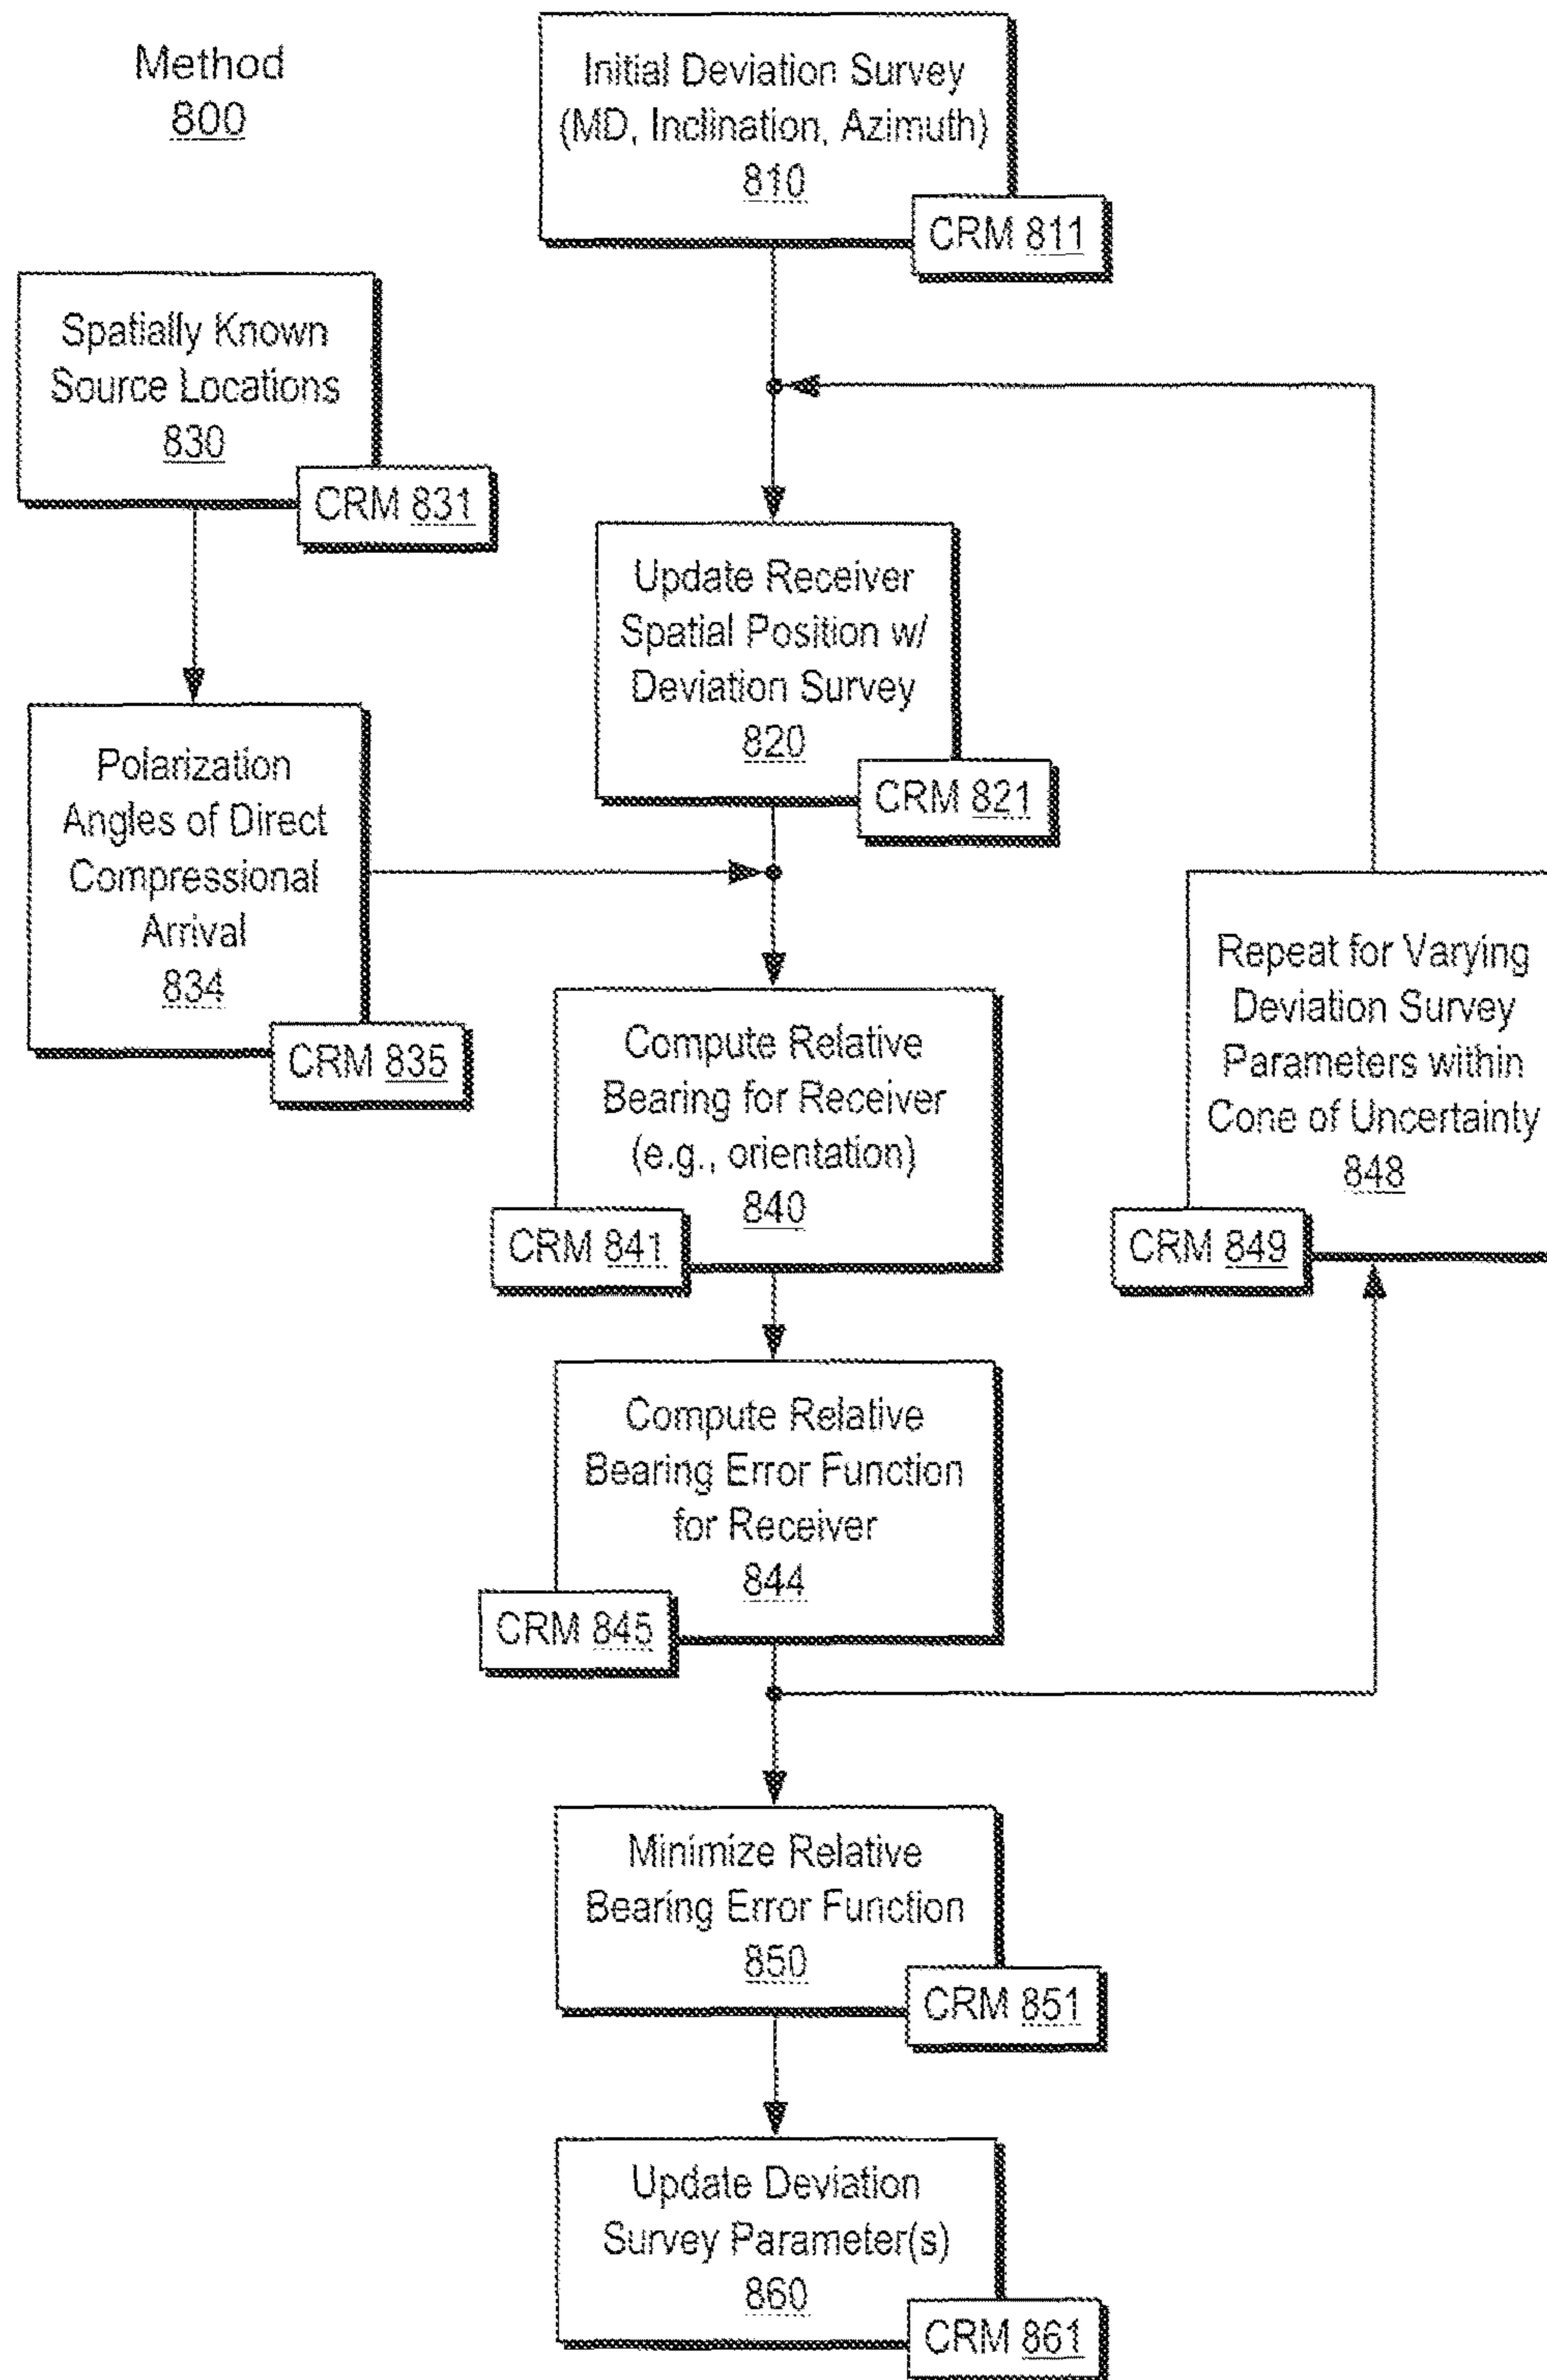 Method
800
Initial Deviation Survey
(MD, Inclination, Azimuth)
810
CRM 811
Spatially Known
Source Locations
830
CRM 831
Update Receiver
Spatial Position w/
Deviation Survey
820
CRM 821
Polarization
Angles of Direct
Compressional
Arrival
834
CRM 835
Repeat for Varying
Deviation Survey
Parameters within
Cone of Uncertainty
848
CRM 849
Compute Relative
Bearing for Receiver
(e.g., orientation)
840
CRM 841
Compute Relative
Bearing Error Function
for Receiver
844
CRM 845
Minimize Relative
Bearing Error Function
850
CRM 851
Update Deviation
Survey Parameter(s)
860
CRM 861